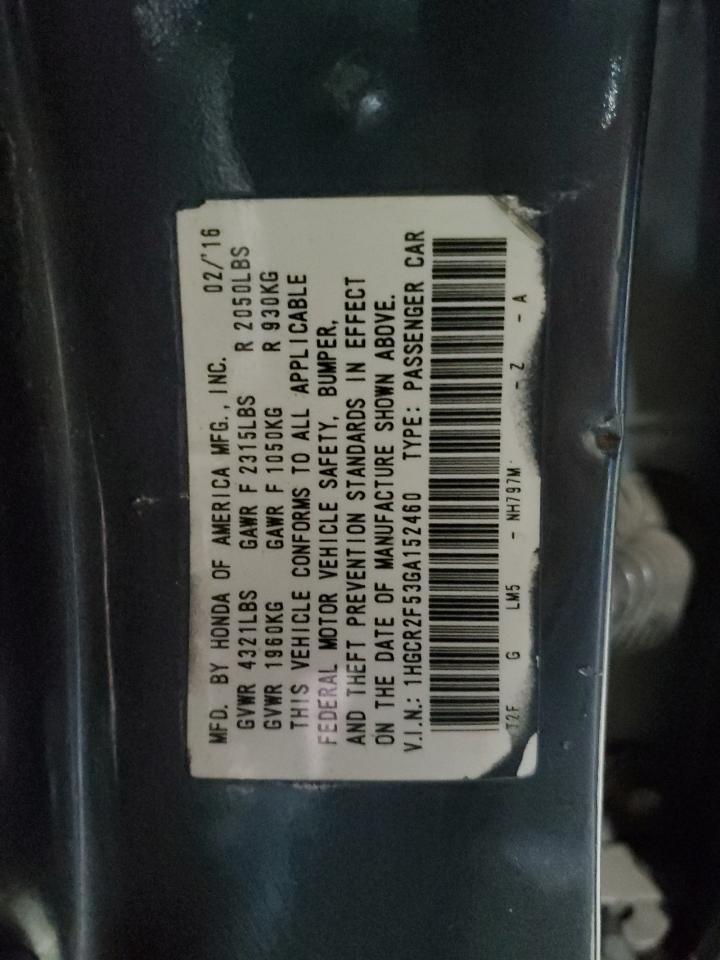 MFD. BY HONDA OF AMERICA MFG., INC. 02/'16
GVWR 4321LBS GAWR F 2315LBS R 2050LBS
GVWR 1960KG GAWR F 1050KG R 930KG
THIS VEHICLE CONFORMS TO ALL APPLICABLE
FEDERAL MOTOR VEHICLE SAFETY, BUMPER,
AND THEFT PREVENTION STANDARDS IN EFFECT
ON THE DATE OF MANUFACTURE SHOWN ABOVE.
V.I.N.: 1HGCR2F53GA152460 TYPE: PASSENGER CAR
T2F G LM5 - NH797M - Z - A